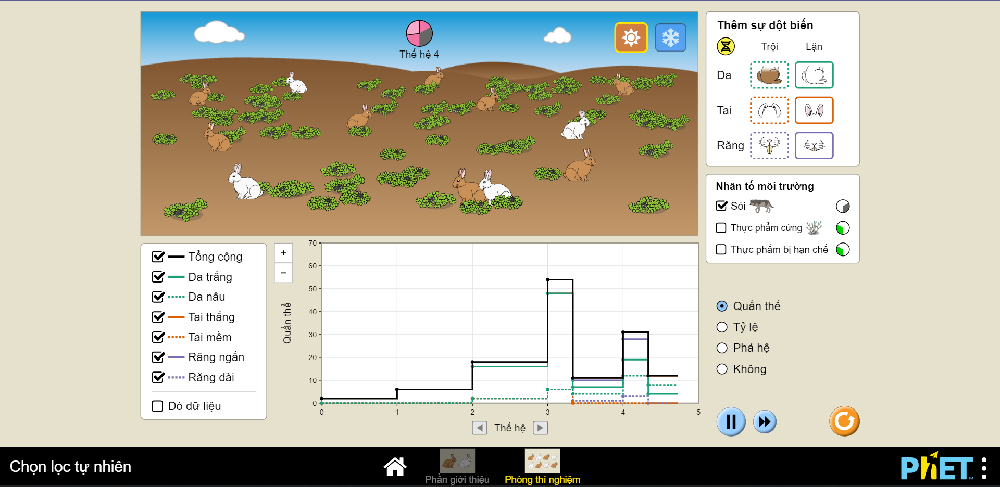 Thế hệ 4
Thêm sự đột biến
Trội
Lặn
Da
Tai
Răng
Nhân tố môi trường
Sói
Thực phẩm cứng
Thực phẩm bị hạn chế
Tổng cộng
Da trắng
Da nâu
Tai thẳng
Tai mềm
Răng ngắn
Răng dài
Dò dữ liệu
+
−
Quần thể
70
60
50
40
30
20
10
0
0
1
2
3
4
5
Thế hệ
Quần thể
Tỷ lệ
Phả hệ
Không
Chọn lọc tự nhiên
Phần giới thiệu
Phòng thí nghiệm
PhET
TM